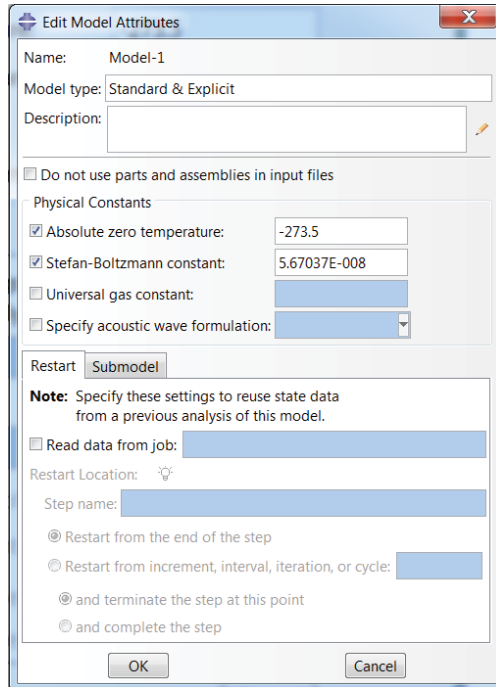 Edit Model Attributes
Name: Model-1
Model type: Standard & Explicit
Description:
Do not use parts and assemblies in input files
Physical Constants
Absolute zero temperature: -273.5
Stefan-Boltzmann constant: 5.67037E-008
Universal gas constant:
Specify acoustic wave formulation:
Restart Submodel
Note: Specify these settings to reuse state data
from a previous analysis of this model.
Read data from job:
Restart Location:
Step name:
Restart from the end of the step
Restart from increment, interval, iteration, or cycle:
and terminate the step at this point
and complete the step
OK Cancel